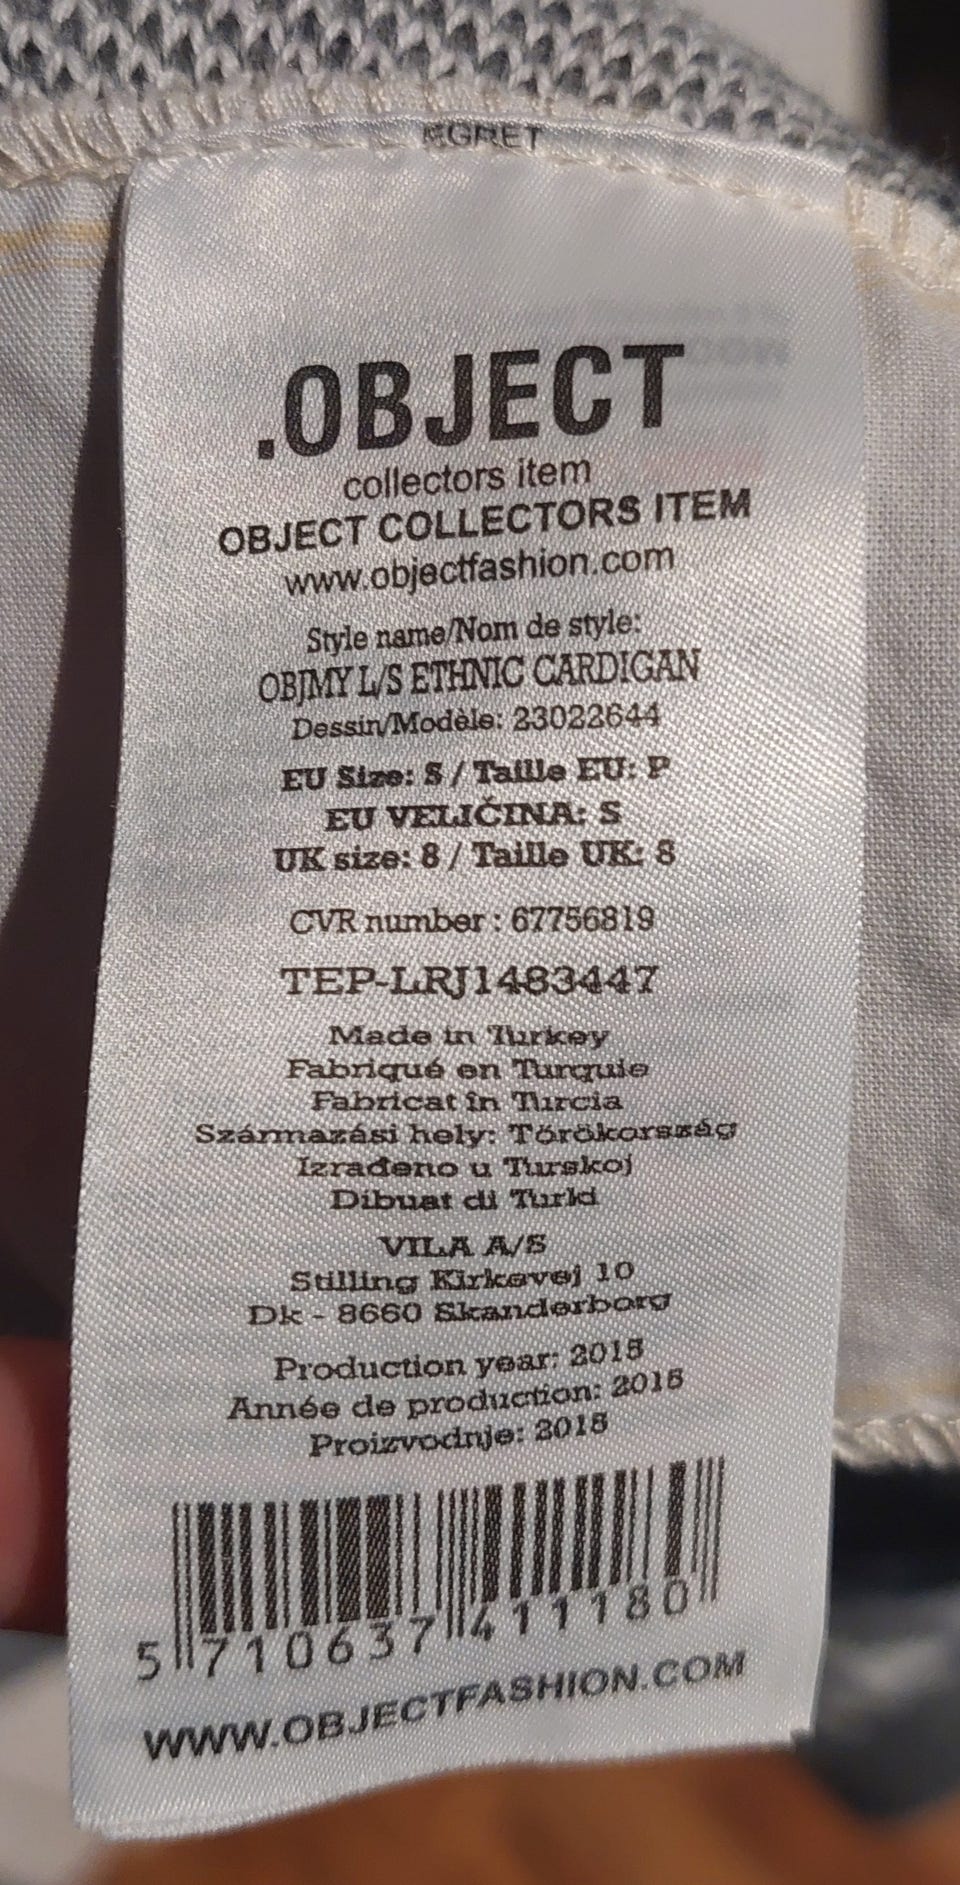 EGRET
.OBJECT
collectors item
OBJECT COLLECTORS ITEM
www.objectfashion.com
Style name/Nom de style:
OBJMY L/S ETHNIC CARDIGAN
Dessin/Modèle: 23022644
EU Size: S / Taille EU: P
EU VELIČINA: S
UK size: 8 / Taille UK: 8
CVR number : 67756819
TEP-LRJ1483447
Made in Turkey
Fabriqué en Turquie
Fabricat în Turcia
Származási hely: Törökország
Izrađeno u Turskoj
Dibuat di Turki
VILA A/S
Stilling Kirkevej 10
Dk - 8660 Skanderborg
Production year: 2015
Année de production: 2015
Proizvodnje: 2015
5 710637 411180
WWW.OBJECTFASHION.COM